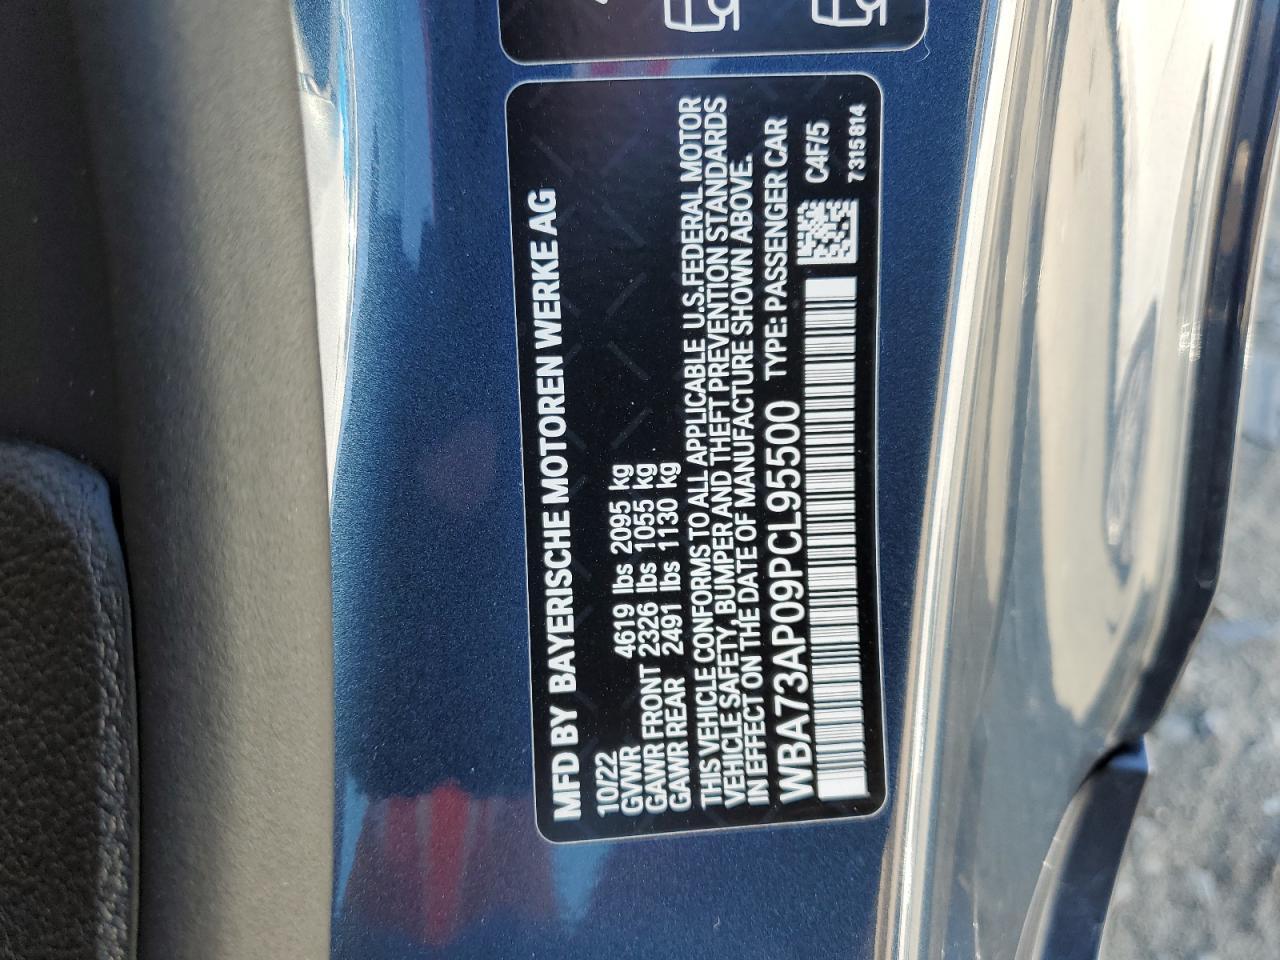 MFD BY BAYERISCHE MOTOREN WERKE AG
10/22
GVWR 4619 lbs 2095 kg
GAWR FRONT 2326 lbs 1055 kg
GAWR REAR 2491 lbs 1130 kg
THIS VEHICLE CONFORMS TO ALL APPLICABLE U.S.FEDERAL MOTOR
VEHICLE SAFETY, BUMPER AND THEFT PREVENTION STANDARDS
IN EFFECT ON THE DATE OF MANUFACTURE SHOWN ABOVE.
WBA73AP09PCL95500 TYPE: PASSENGER CAR
C4F/5
7315814